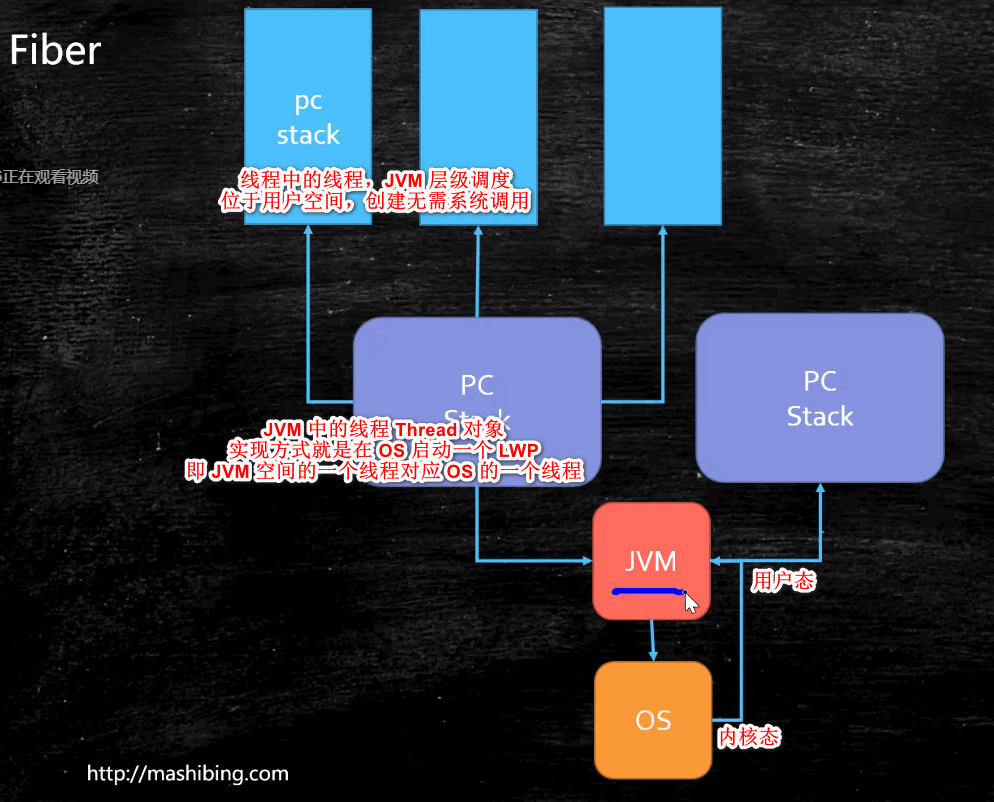 Fiber
pc
stack
正在观看视频
线程中的线程，JVM 层级调度
位于用户空间，创建无需系统调用
PC
Stack
PC
Stack
JVM 中的线程 Thread 对象
实现方式就是在 OS 启动一个 LWP
即 JVM 空间的一个线程对应 OS 的一个线程
JVM
用户态
OS
内核态
http://mashibing.com